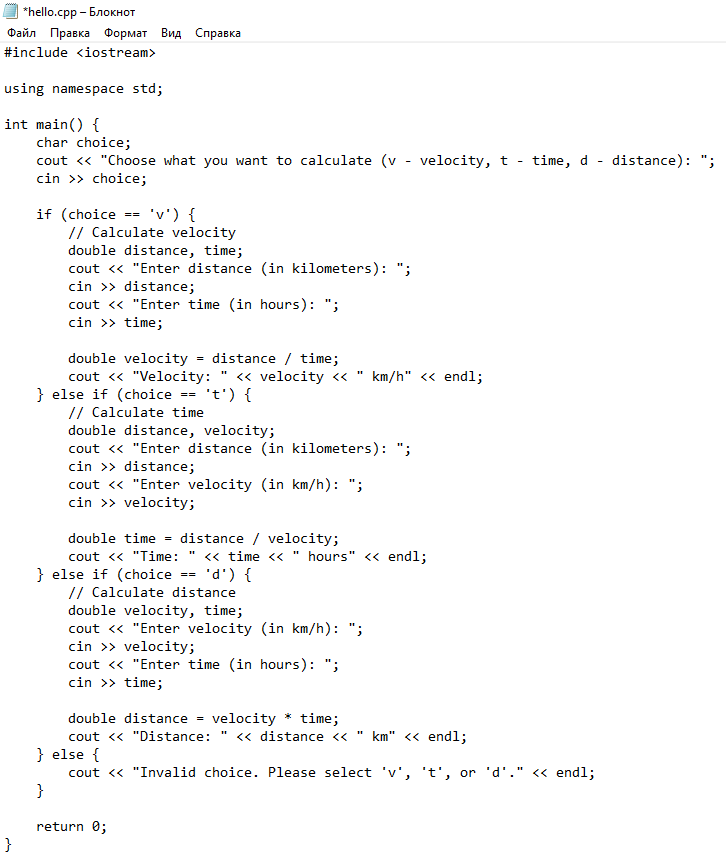 *hello.cpp – Блокнот
Файл Правка Формат Вид Справка
#include <iostream>

using namespace std;

int main() {
    char choice;
    cout << "Choose what you want to calculate (v - velocity, t - time, d - distance): ";
    cin >> choice;

    if (choice == 'v') {
        // Calculate velocity
        double distance, time;
        cout << "Enter distance (in kilometers): ";
        cin >> distance;
        cout << "Enter time (in hours): ";
        cin >> time;

        double velocity = distance / time;
        cout << "Velocity: " << velocity << " km/h" << endl;
    } else if (choice == 't') {
        // Calculate time
        double distance, velocity;
        cout << "Enter distance (in kilometers): ";
        cin >> distance;
        cout << "Enter velocity (in km/h): ";
        cin >> velocity;

        double time = distance / velocity;
        cout << "Time: " << time << " hours" << endl;
    } else if (choice == 'd') {
        // Calculate distance
        double velocity, time;
        cout << "Enter velocity (in km/h): ";
        cin >> velocity;
        cout << "Enter time (in hours): ";
        cin >> time;

        double distance = velocity * time;
        cout << "Distance: " << distance << " km" << endl;
    } else {
        cout << "Invalid choice. Please select 'v', 't', or 'd'." << endl;
    }

    return 0;
}